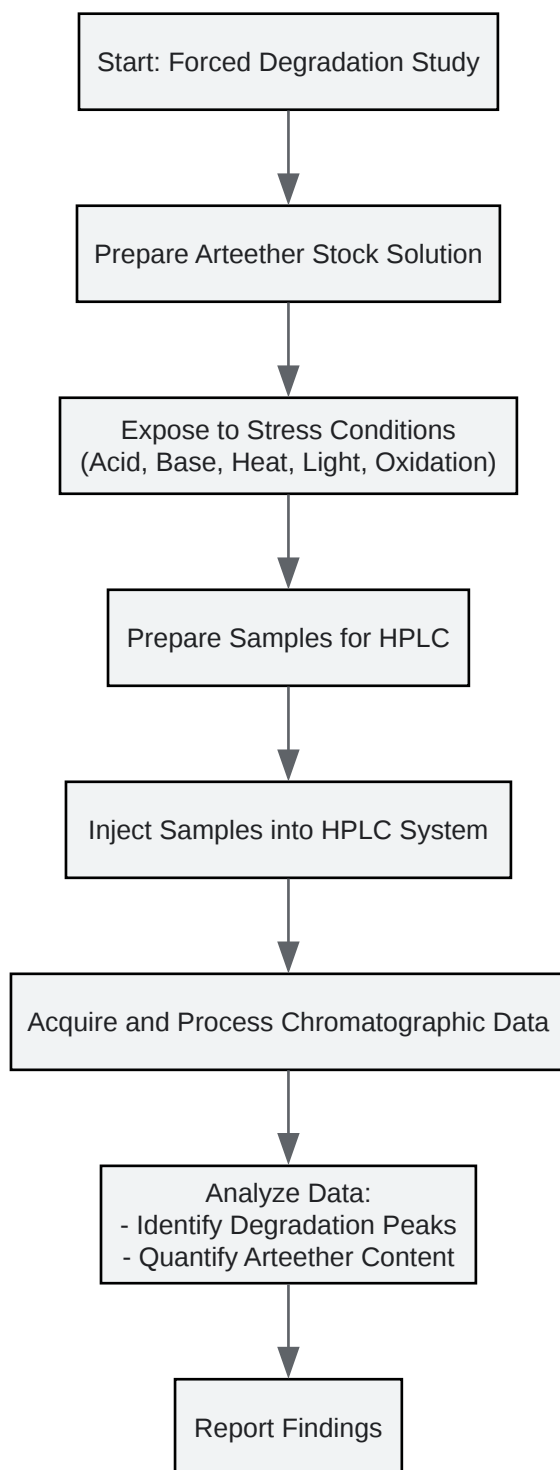 Start: Forced Degradation Study
Prepare Arteether Stock Solution
Expose to Stress Conditions
(Acid, Base, Heat, Light, Oxidation)
Prepare Samples for HPLC
Inject Samples into HPLC System
Acquire and Process Chromatographic Data
Analyze Data:
- Identify Degradation Peaks
- Quantify Arteether Content
Report Findings